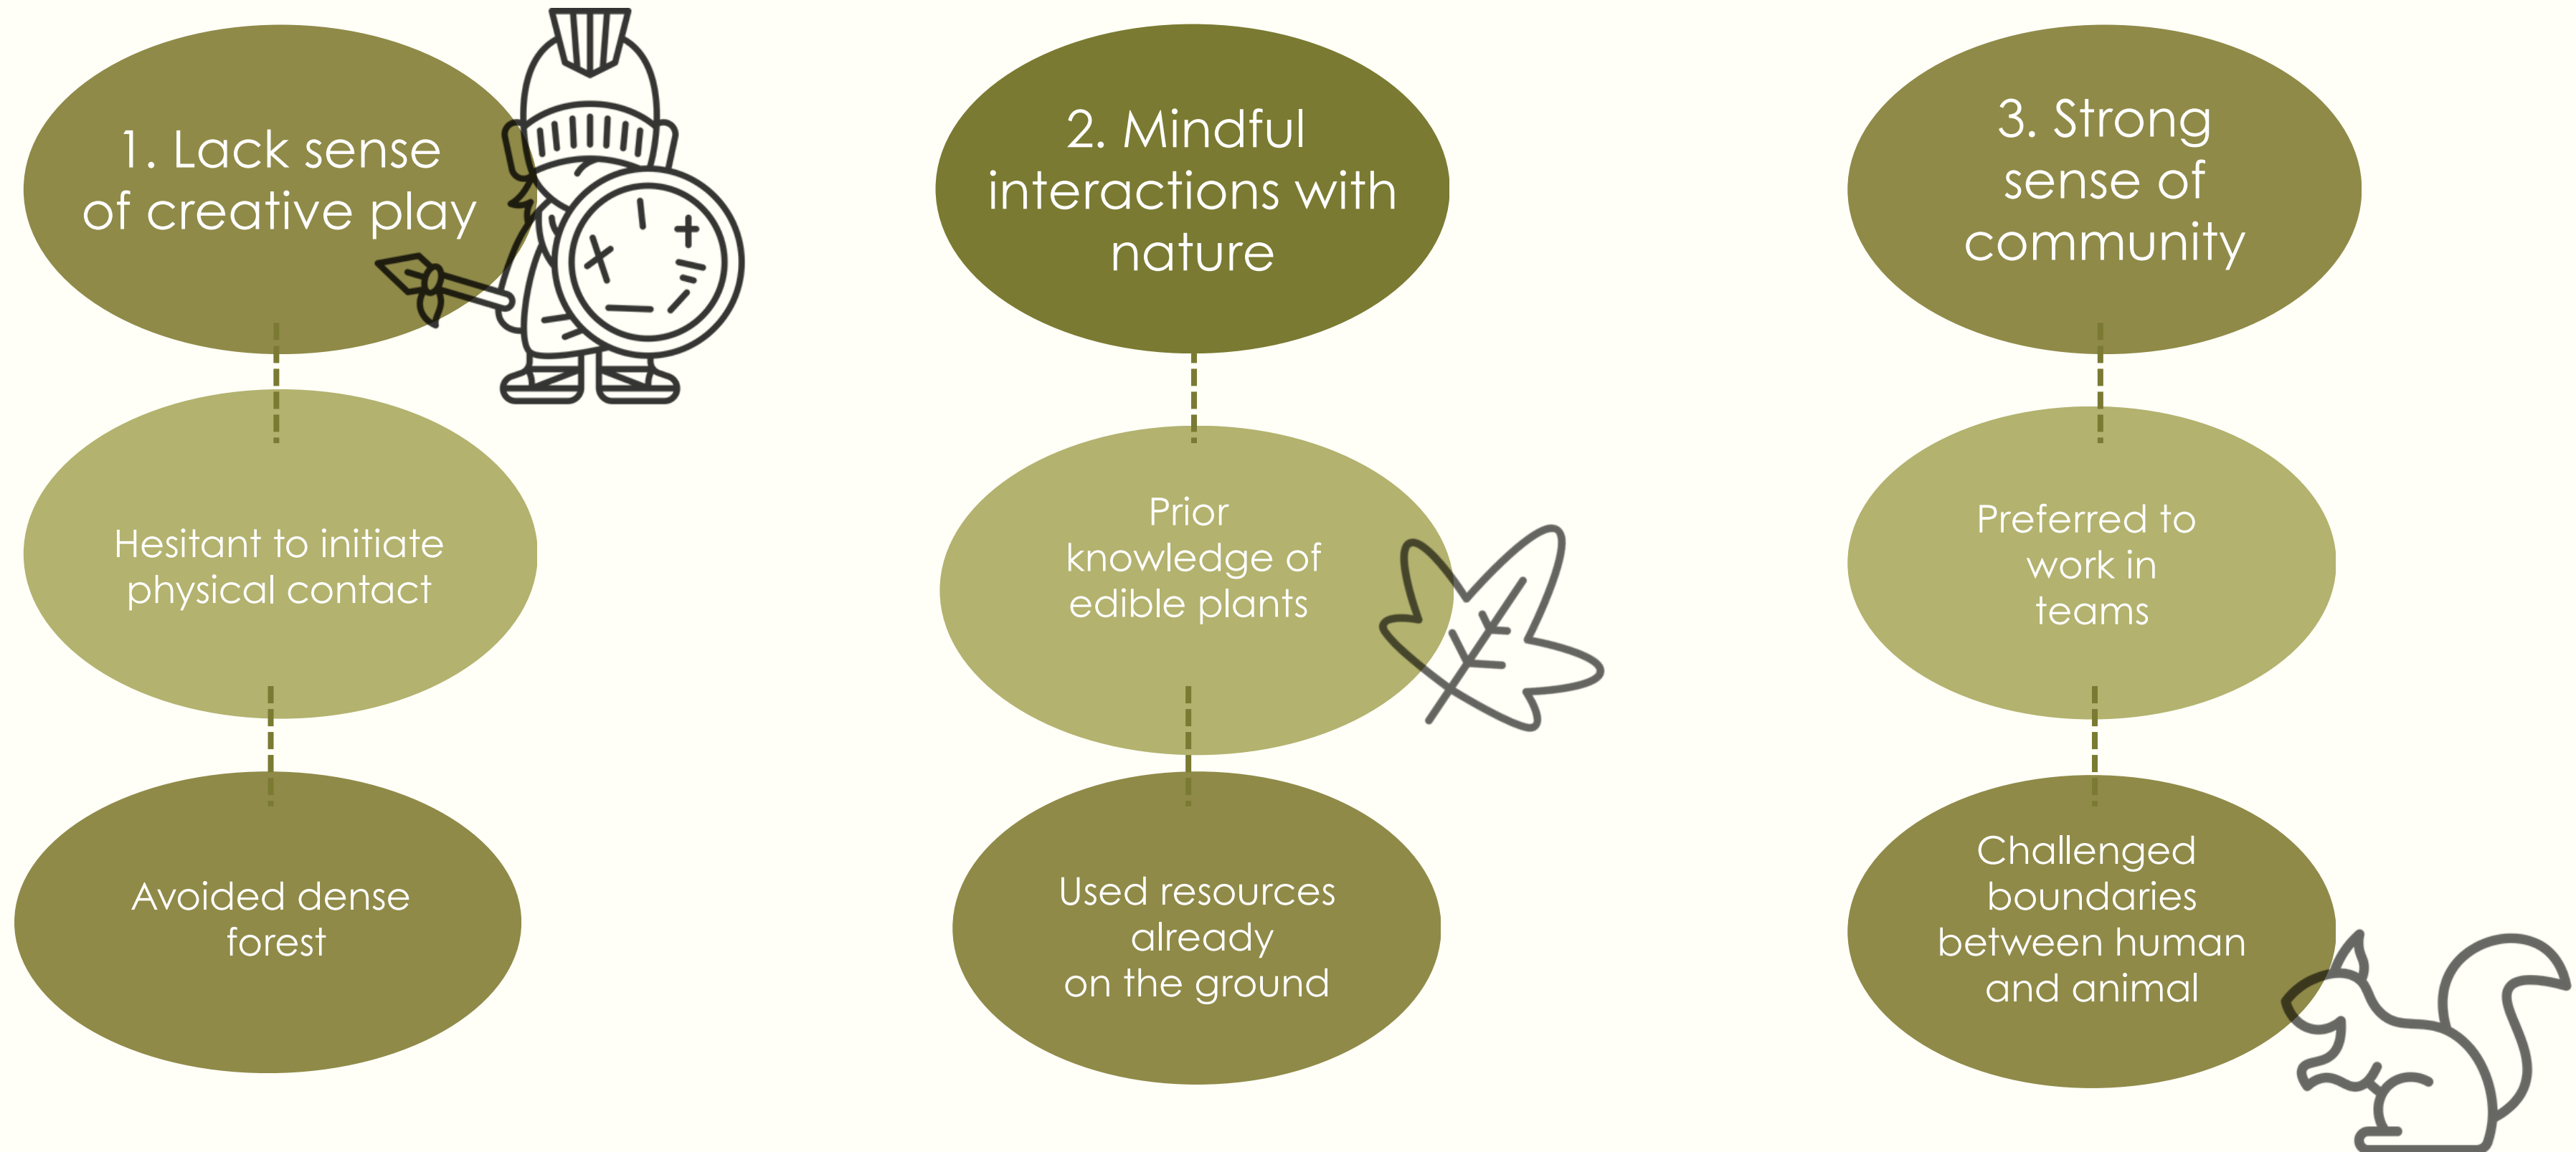 1. Lack sense
of creative play
Hesitant to initiate
physical contact
Avoided dense
forest
2. Mindful
interactions with
nature
Prior
knowledge of
edible plants
Used resources
already
on the ground
3. Strong
sense of
community
Preferred to
work in
teams
Challenged
boundaries
between human
and animal